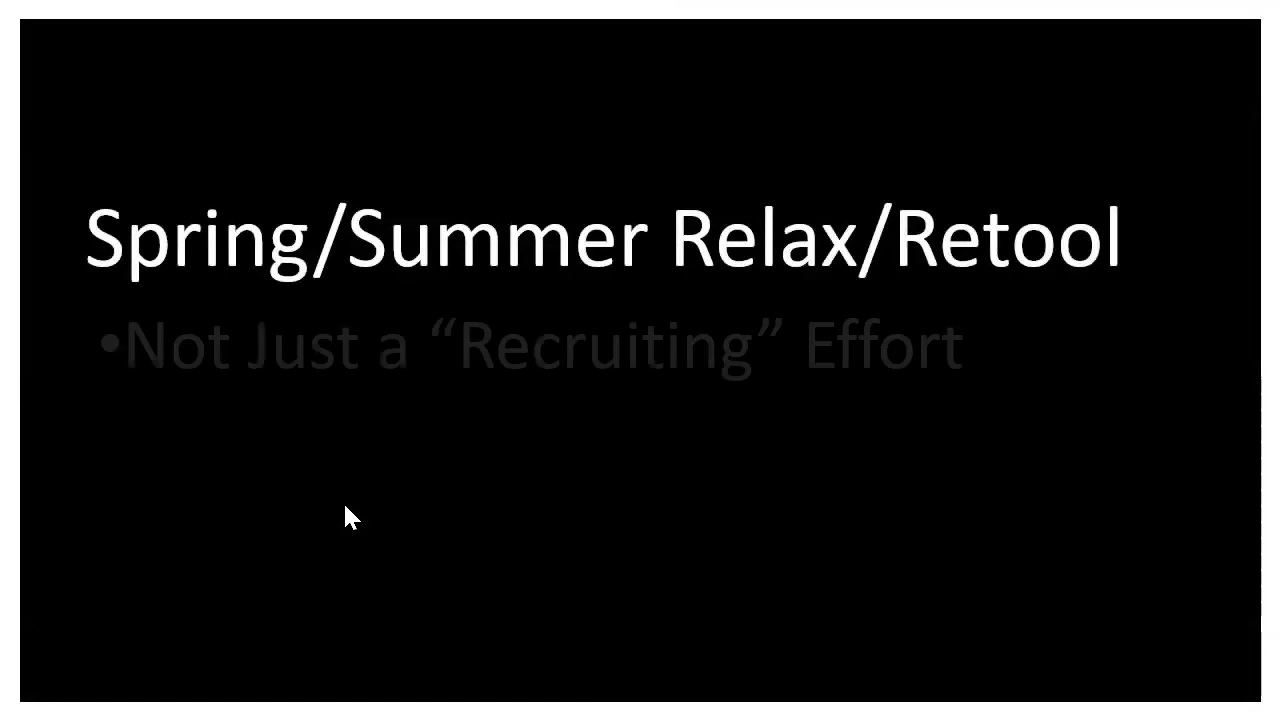 Spring/Summer Relax/Retool
•Not Just a “Recruiting” Effort